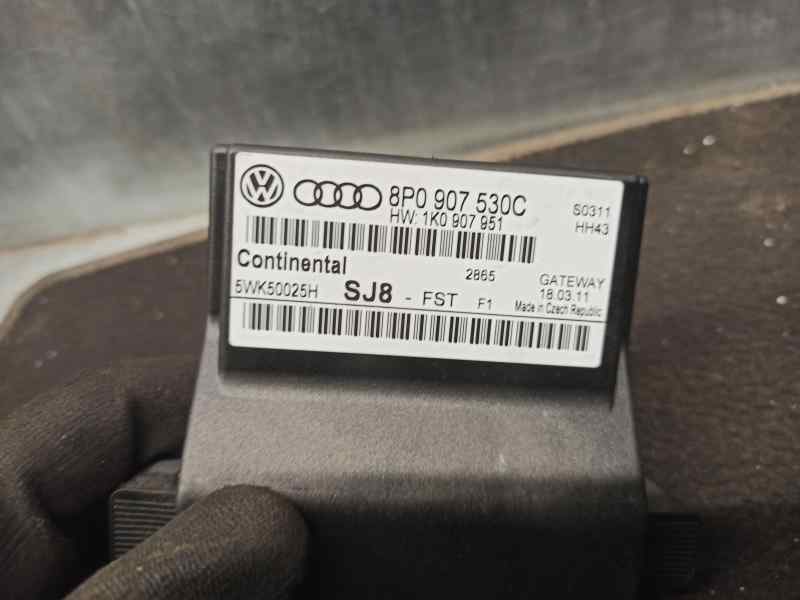 8P0 907 530C S0311
HW: 1K0 907 951 HH43
Continental 2865 GATEWAY
5WK50025H SJ8 - FST F1 18.03.11
Made in Czech Republic